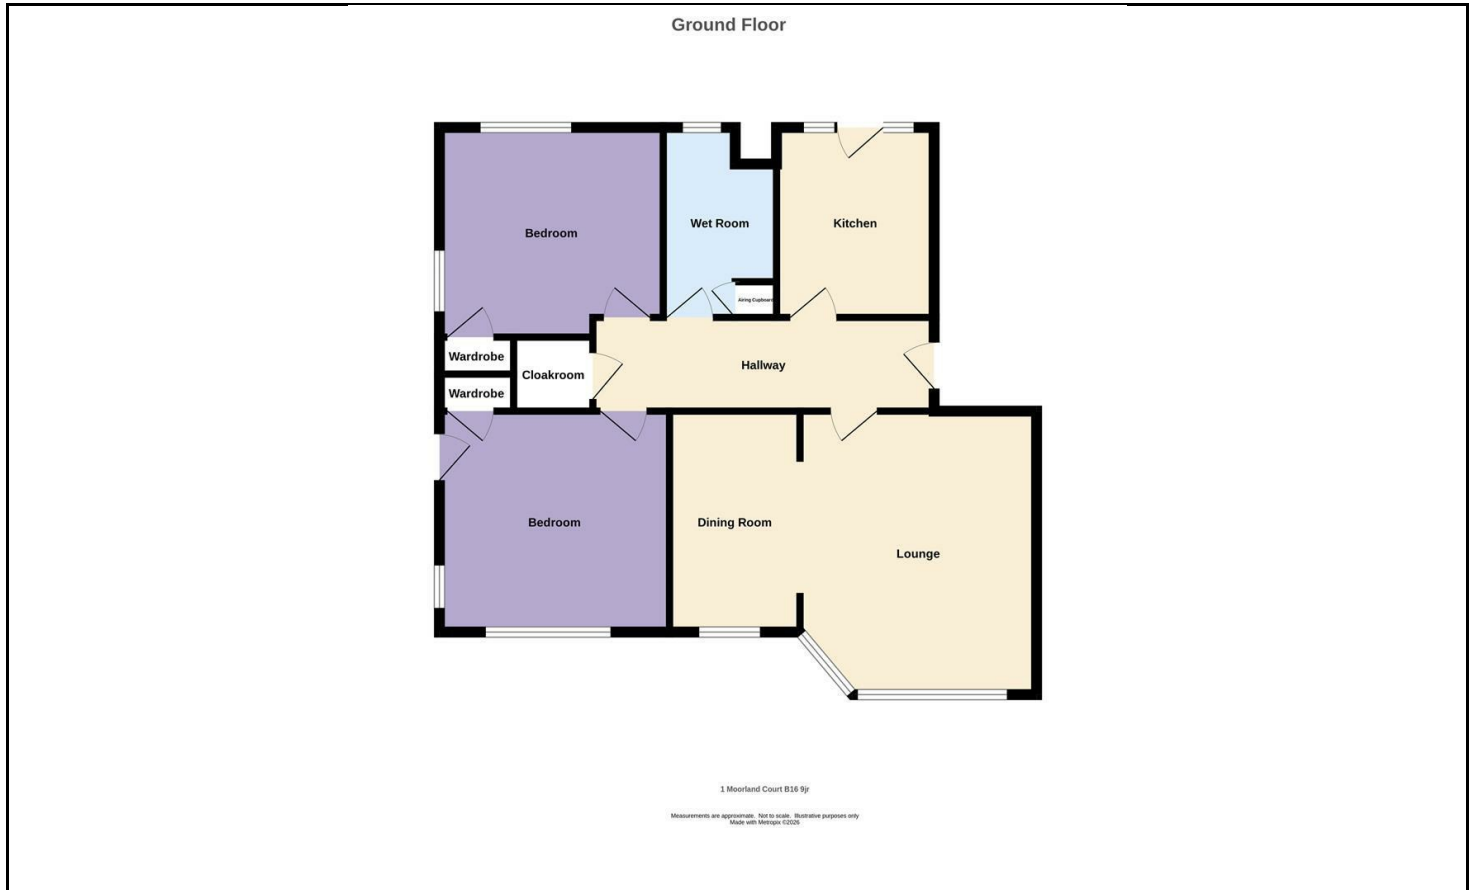 Ground Floor
Bedroom
Wet Room
Kitchen
Airing Cupboard
Wardrobe
Cloakroom
Hallway
Wardrobe
Bedroom
Dining Room
Lounge
1 Moorland Court B16 9jr
Measurements are approximate. Not to scale. Illustrative purposes only
Made with Metropix ©2026